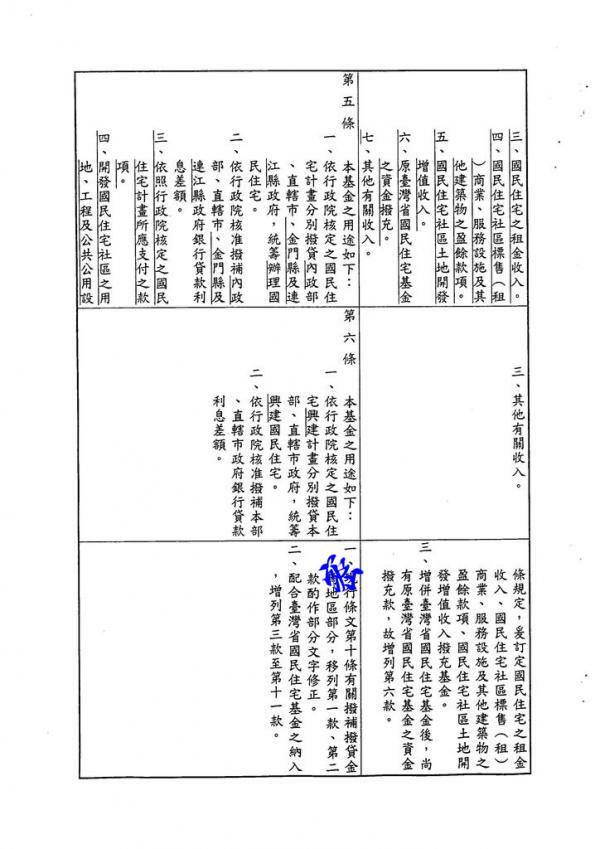 三、國民住宅之租金收入。
四、國民住宅社區標售（租
）商業、服務設施及其
他建築物之盈餘款項。
五、國民住宅社區土地開發
增值收入。
六、原臺灣省國民住宅基金
之資金撥充。
七、其他有關收入。
三、其他有關收入。
條規定，爰訂定國民住宅之租金
收入、國民住宅社區標售（租）
商業、服務設施及其他建築物之
盈餘款項、國民住宅社區土地開
發增值收入撥充基金。
三、增併臺灣省國民住宅基金後，尚
有原臺灣省國民住宅基金之資金
撥充款，故增列第六款。
第五條
本基金之用途如下：
一、依行政院核定之國民住
宅計畫分別撥貸內政部
、直轄市、金門縣及連
江縣政府，統籌辦理國
民住宅。
二、依行政院核准撥補內政
部、直轄市、金門縣及
連江縣政府銀行貸款利
息差額。
三、依照行政院核定之國民
住宅計畫所應支付之款
項。
四、開發國民住宅社區之用
地、工程及公共公用設
第六條
本基金之用途如下：
一、依行政院核定之國民住
宅興建計畫分別撥貸本
部、直轄市政府，統籌
興建國民住宅。
二、依行政院核准撥補本部
、直轄市政府銀行貸款
利息差額。
一、行條文第十條有關撥補撥貸金
地區部分，移列第一款、第二
款酌作部分文字修正。
二、配合臺灣省國民住宅基金之納入
，增列第三款至第十一款。